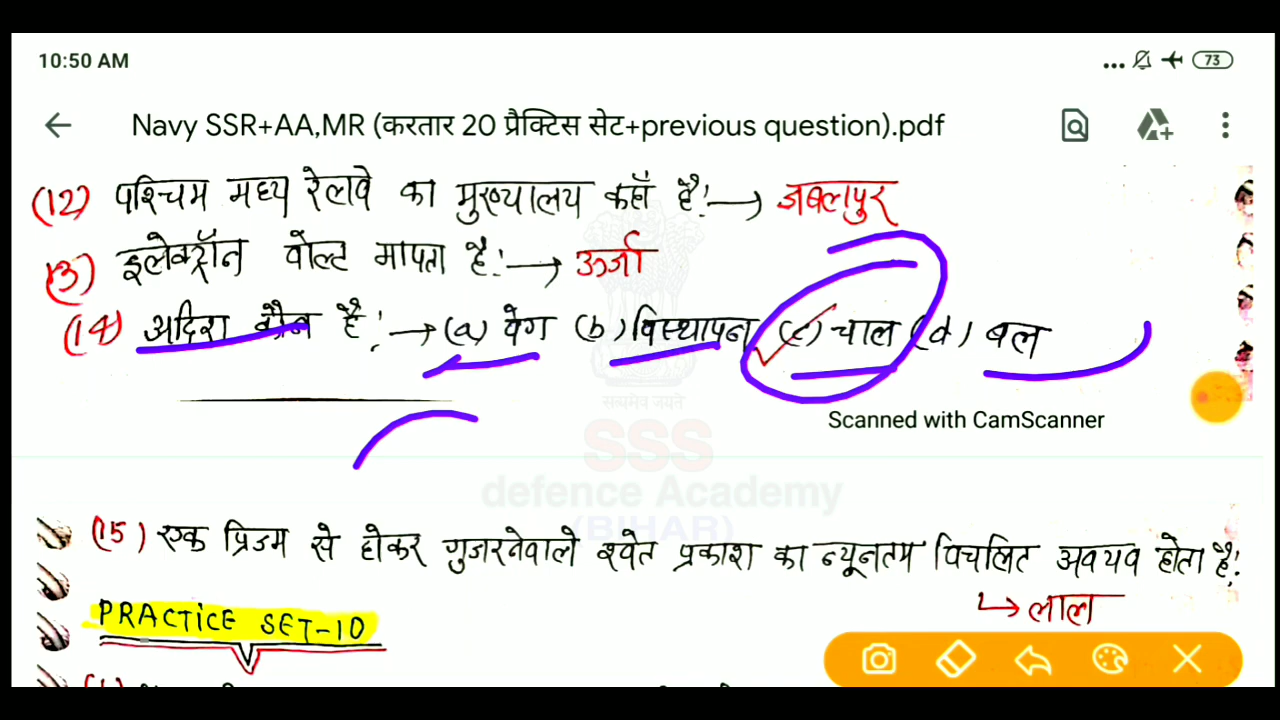 10:50 AM
... 73
Navy SSR+AA,MR (करतार 20 प्रैक्टिस सेट+previous question).pdf
(12) पश्चिम मध्य रेलवे का मुख्यालय कहाँ है!→ जबलपुर
(13) इलेक्ट्रॉन वोल्ट मापता है!→ ऊर्जा
(14) अदिश कौन है!→(a) वेग (b) विस्थापन (c) चाल (d) बल
सत्यमेव जयते
Scanned with CamScanner
SSS
defence Academy
(BIHAR)
(15) एक प्रिज्म से होकर गुजरनेवाले श्वेत प्रकाश का न्यूनतम विचलित अवयव होता है!
↳ लाल
PRACTICE SET-10